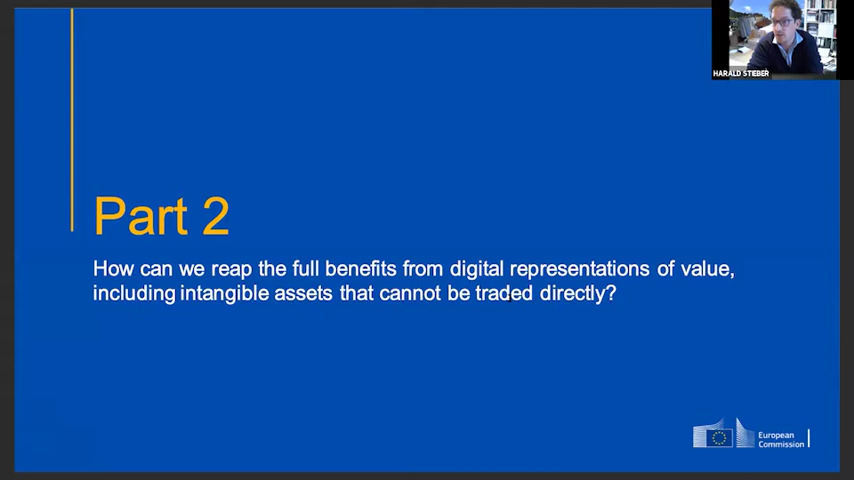 HARALD STIEBER
Part 2
How can we reap the full benefits from digital representations of value,
including intangible assets that cannot be traded directly?
European
Commission